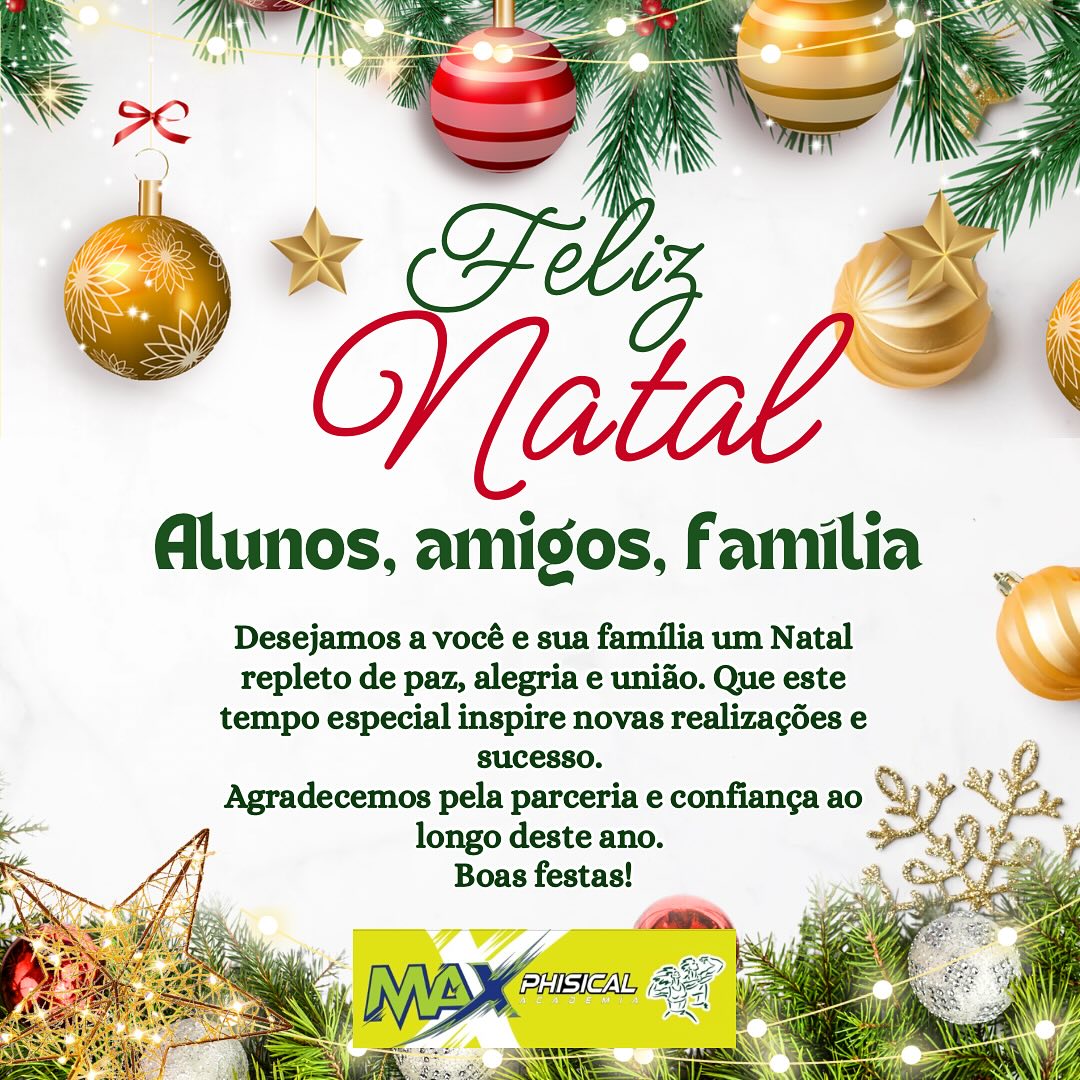 Feliz
Natal
Alunos, amigos, família
Desejamos a você e sua família um Natal
repleto de paz, alegria e união. Que este
tempo especial inspire novas realizações e
sucesso.
Agradecemos pela parceria e confiança ao
longo deste ano.
Boas festas!
MAX PHISICAL
ACADEMIA